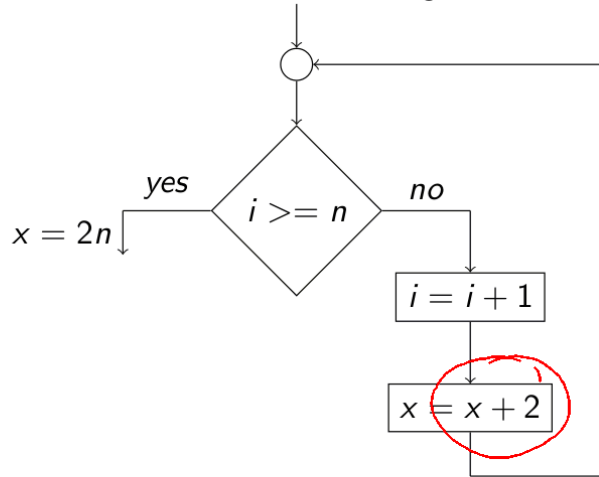 yes
no
i >= n
x = 2n
i = i + 1
x = x + 2